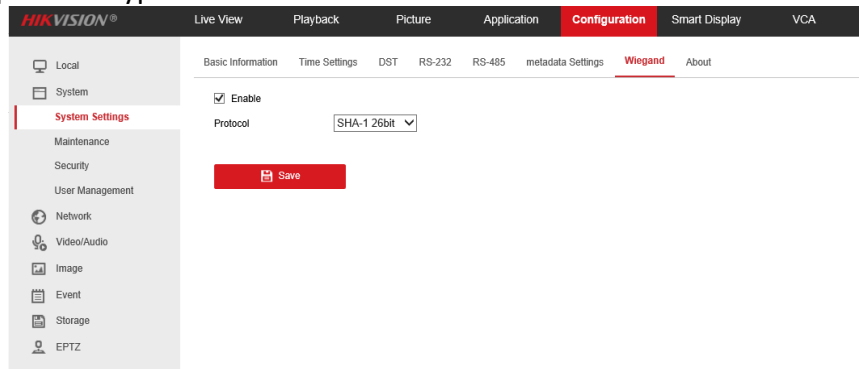 HIKVISION®
Live View Playback Picture Application Configuration Smart Display VCA
Local
System
System Settings
Maintenance
Security
User Management
Network
Video/Audio
Image
Event
Storage
EPTZ
Basic Information Time Settings DST RS-232 RS-485 metadata Settings Wiegand About
Enable
Protocol SHA-1 26bit
Save